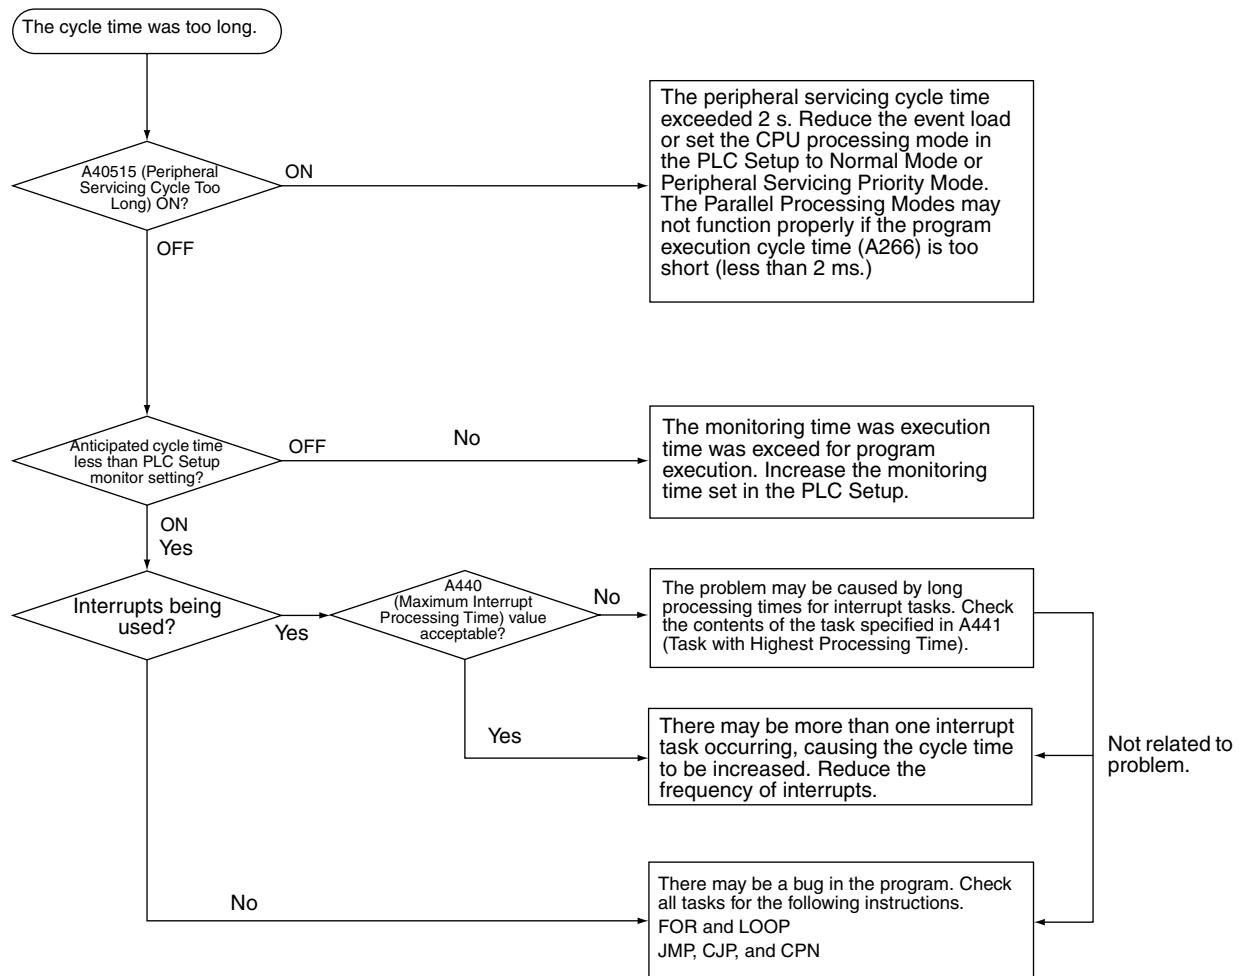 The cycle time was too long.
A40515 (Peripheral
Servicing Cycle Too
Long) ON?
ON
OFF
The peripheral servicing cycle time
exceeded 2 s. Reduce the event load
or set the CPU processing mode in
the PLC Setup to Normal Mode or
Peripheral Servicing Priority Mode.
The Parallel Processing Modes may
not function properly if the program
execution cycle time (A266) is too
short (less than 2 ms.)
Anticipated cycle time
less than PLC Setup
monitor setting?
OFF
No
The monitoring time was execution
time was exceed for program
execution. Increase the monitoring
time set in the PLC Setup.
ON
Yes
Interrupts being
used?
Yes
A440
(Maximum Interrupt
Processing Time) value
acceptable?
No
The problem may be caused by long
processing times for interrupt tasks. Check
the contents of the task specified in A441
(Task with Highest Processing Time).
Yes
There may be more than one interrupt
task occurring, causing the cycle time
to be increased. Reduce the
frequency of interrupts.
Not related to
problem.
No
There may be a bug in the program. Check
all tasks for the following instructions.
FOR and LOOP
JMP, CJP, and CPN